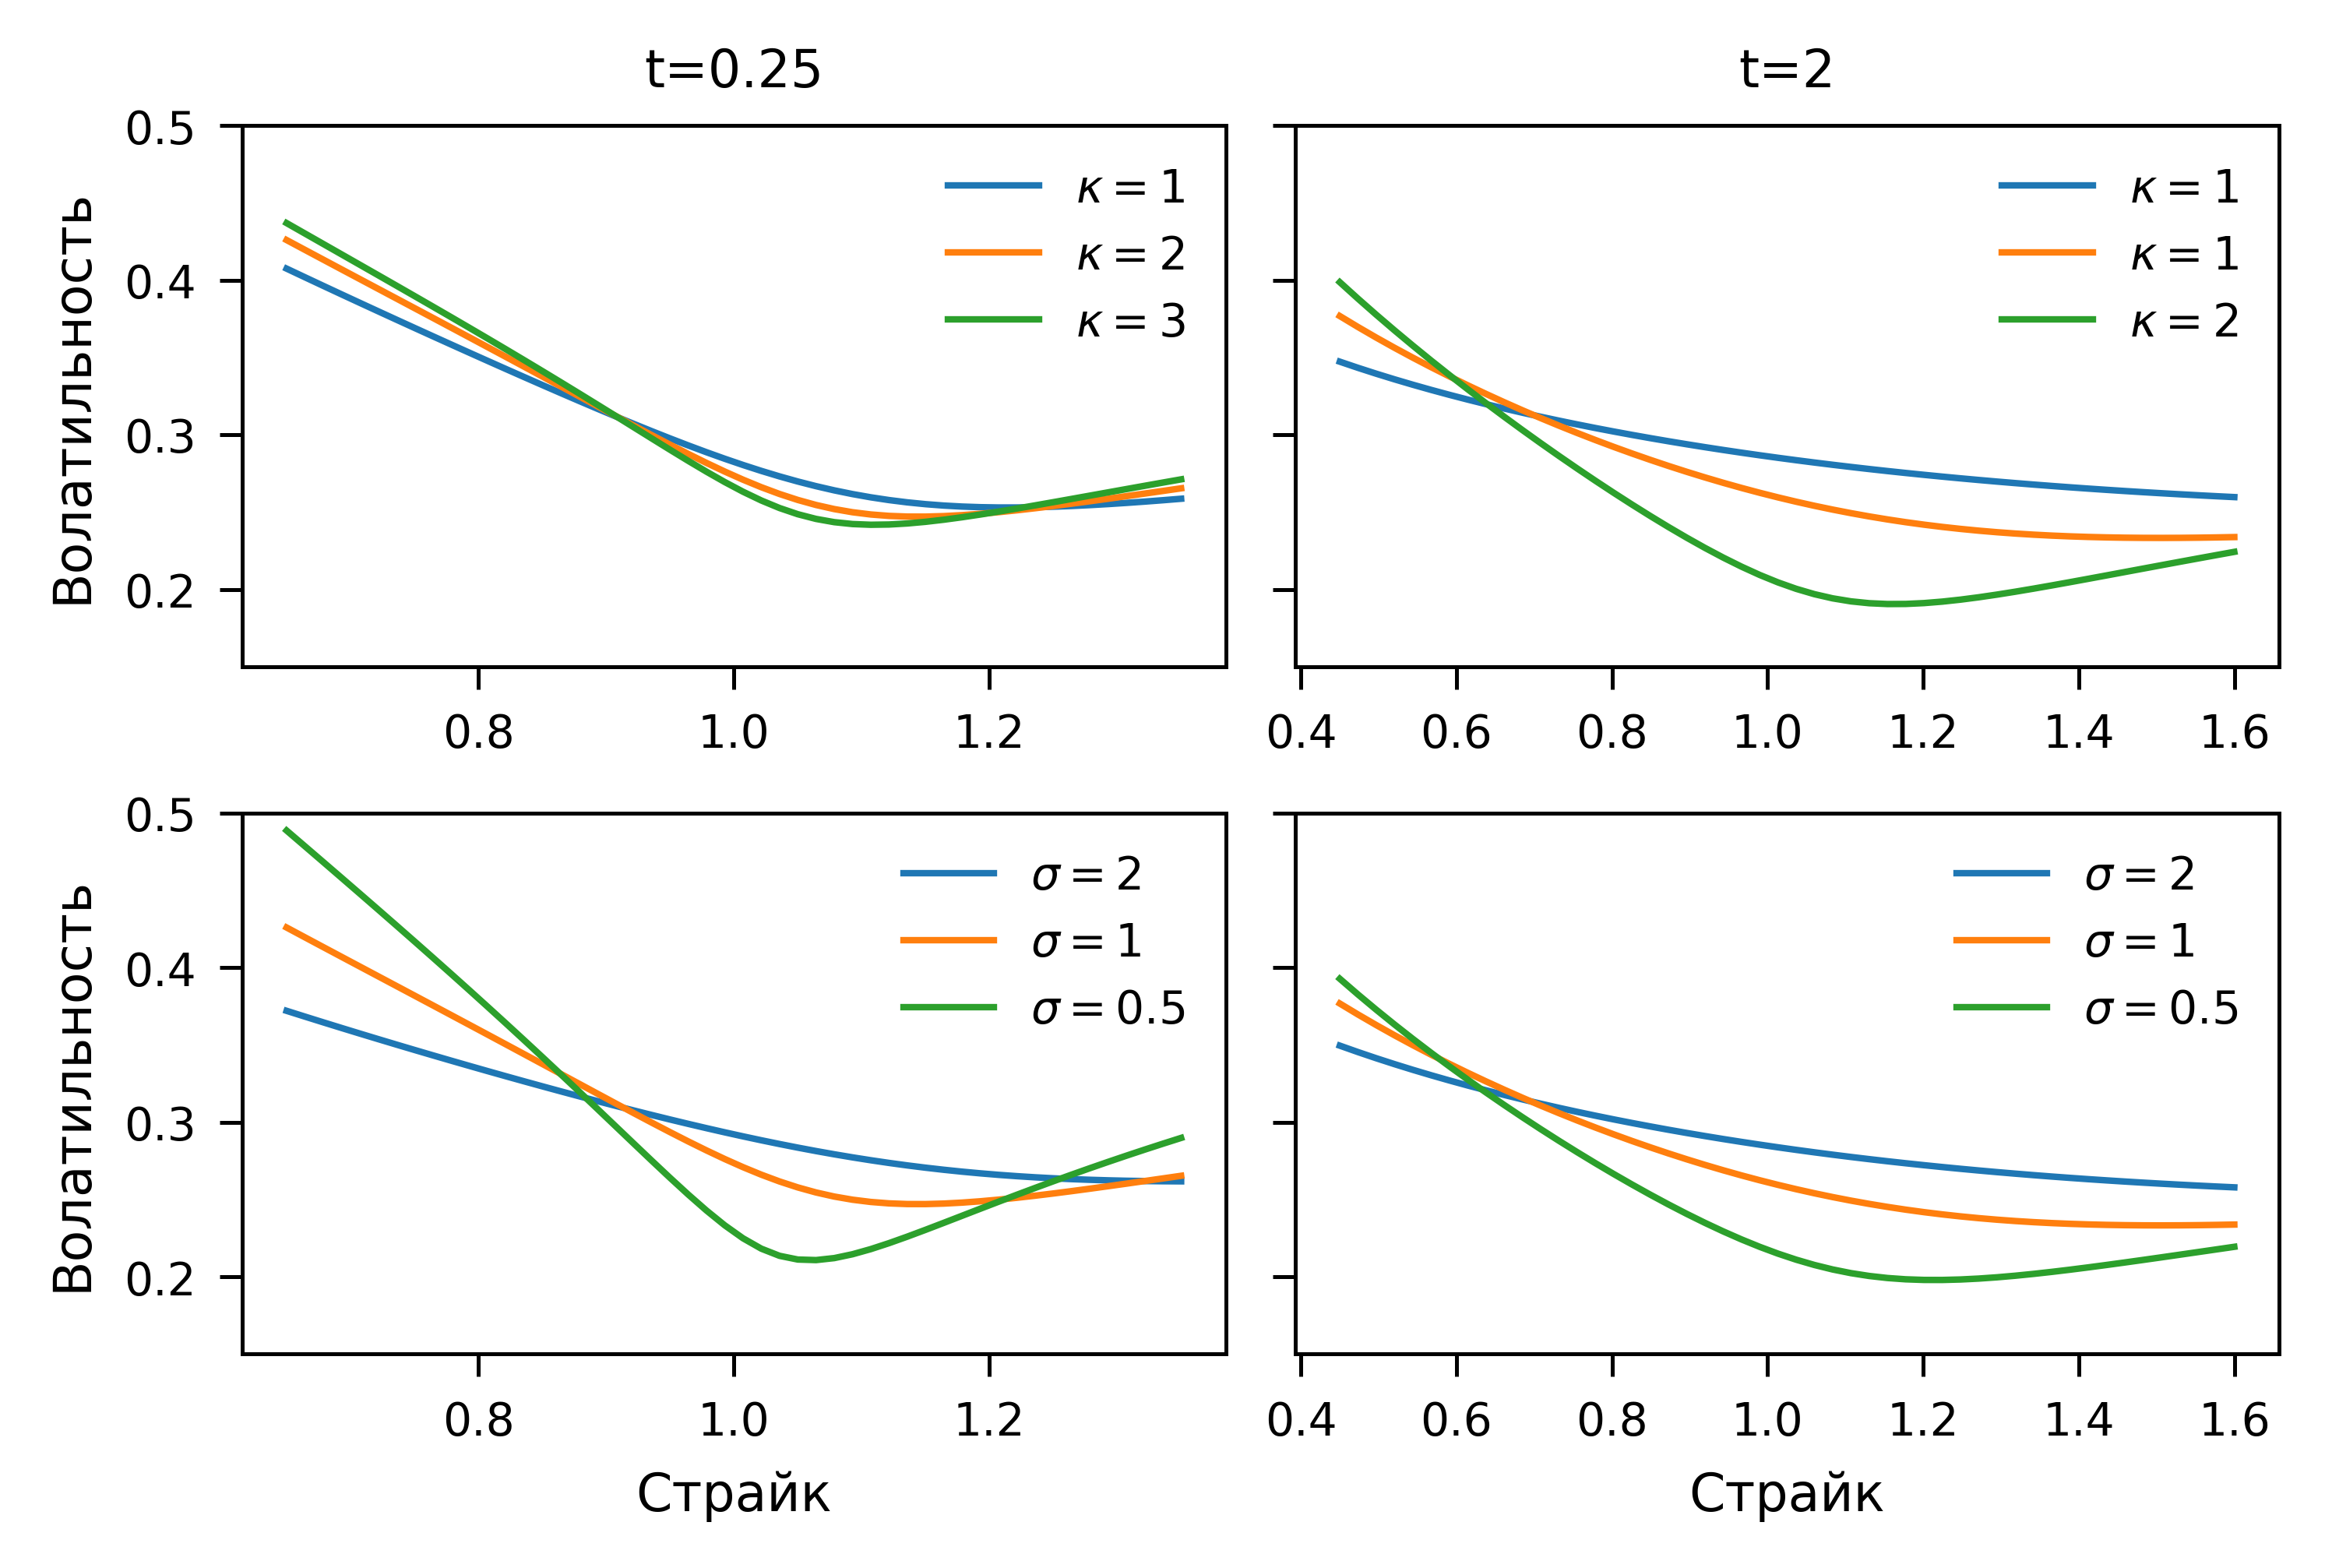 t=0.25
t=2
Волатильность
0.5
0.4
0.3
0.2
κ = 1
κ = 2
κ = 3
0.8 1.0 1.2
κ = 1
κ = 1
κ = 2
0.4 0.6 0.8 1.0 1.2 1.4 1.6
Волатильность
0.5
0.4
0.3
0.2
σ = 2
σ = 1
σ = 0.5
0.8 1.0 1.2
Страйк
σ = 2
σ = 1
σ = 0.5
0.4 0.6 0.8 1.0 1.2 1.4 1.6
Страйк